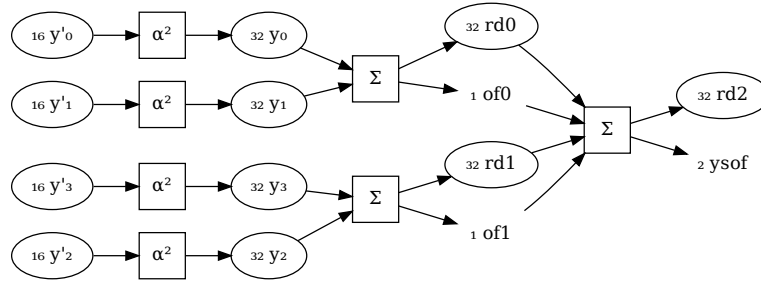 ₁₆ y'₀ α² ₃₂ y₀
₃₂ rd0
Σ
₁₆ y'₁ α² ₃₂ y₁
₁ of0
₃₂ rd2
Σ
₁₆ y'₃ α² ₃₂ y₃
₃₂ rd1
₂ ysof
Σ
₁₆ y'₂ α² ₃₂ y₂
₁ of1